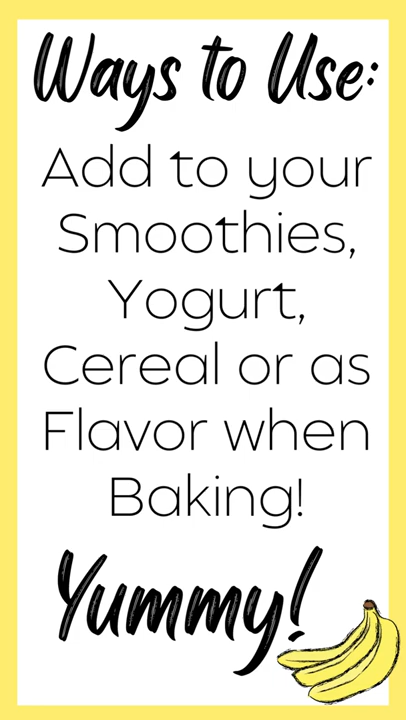 Ways to Use:
Add to your
Smoothies,
Yogurt,
Cereal or as
Flavor when
Baking!
Yummy!